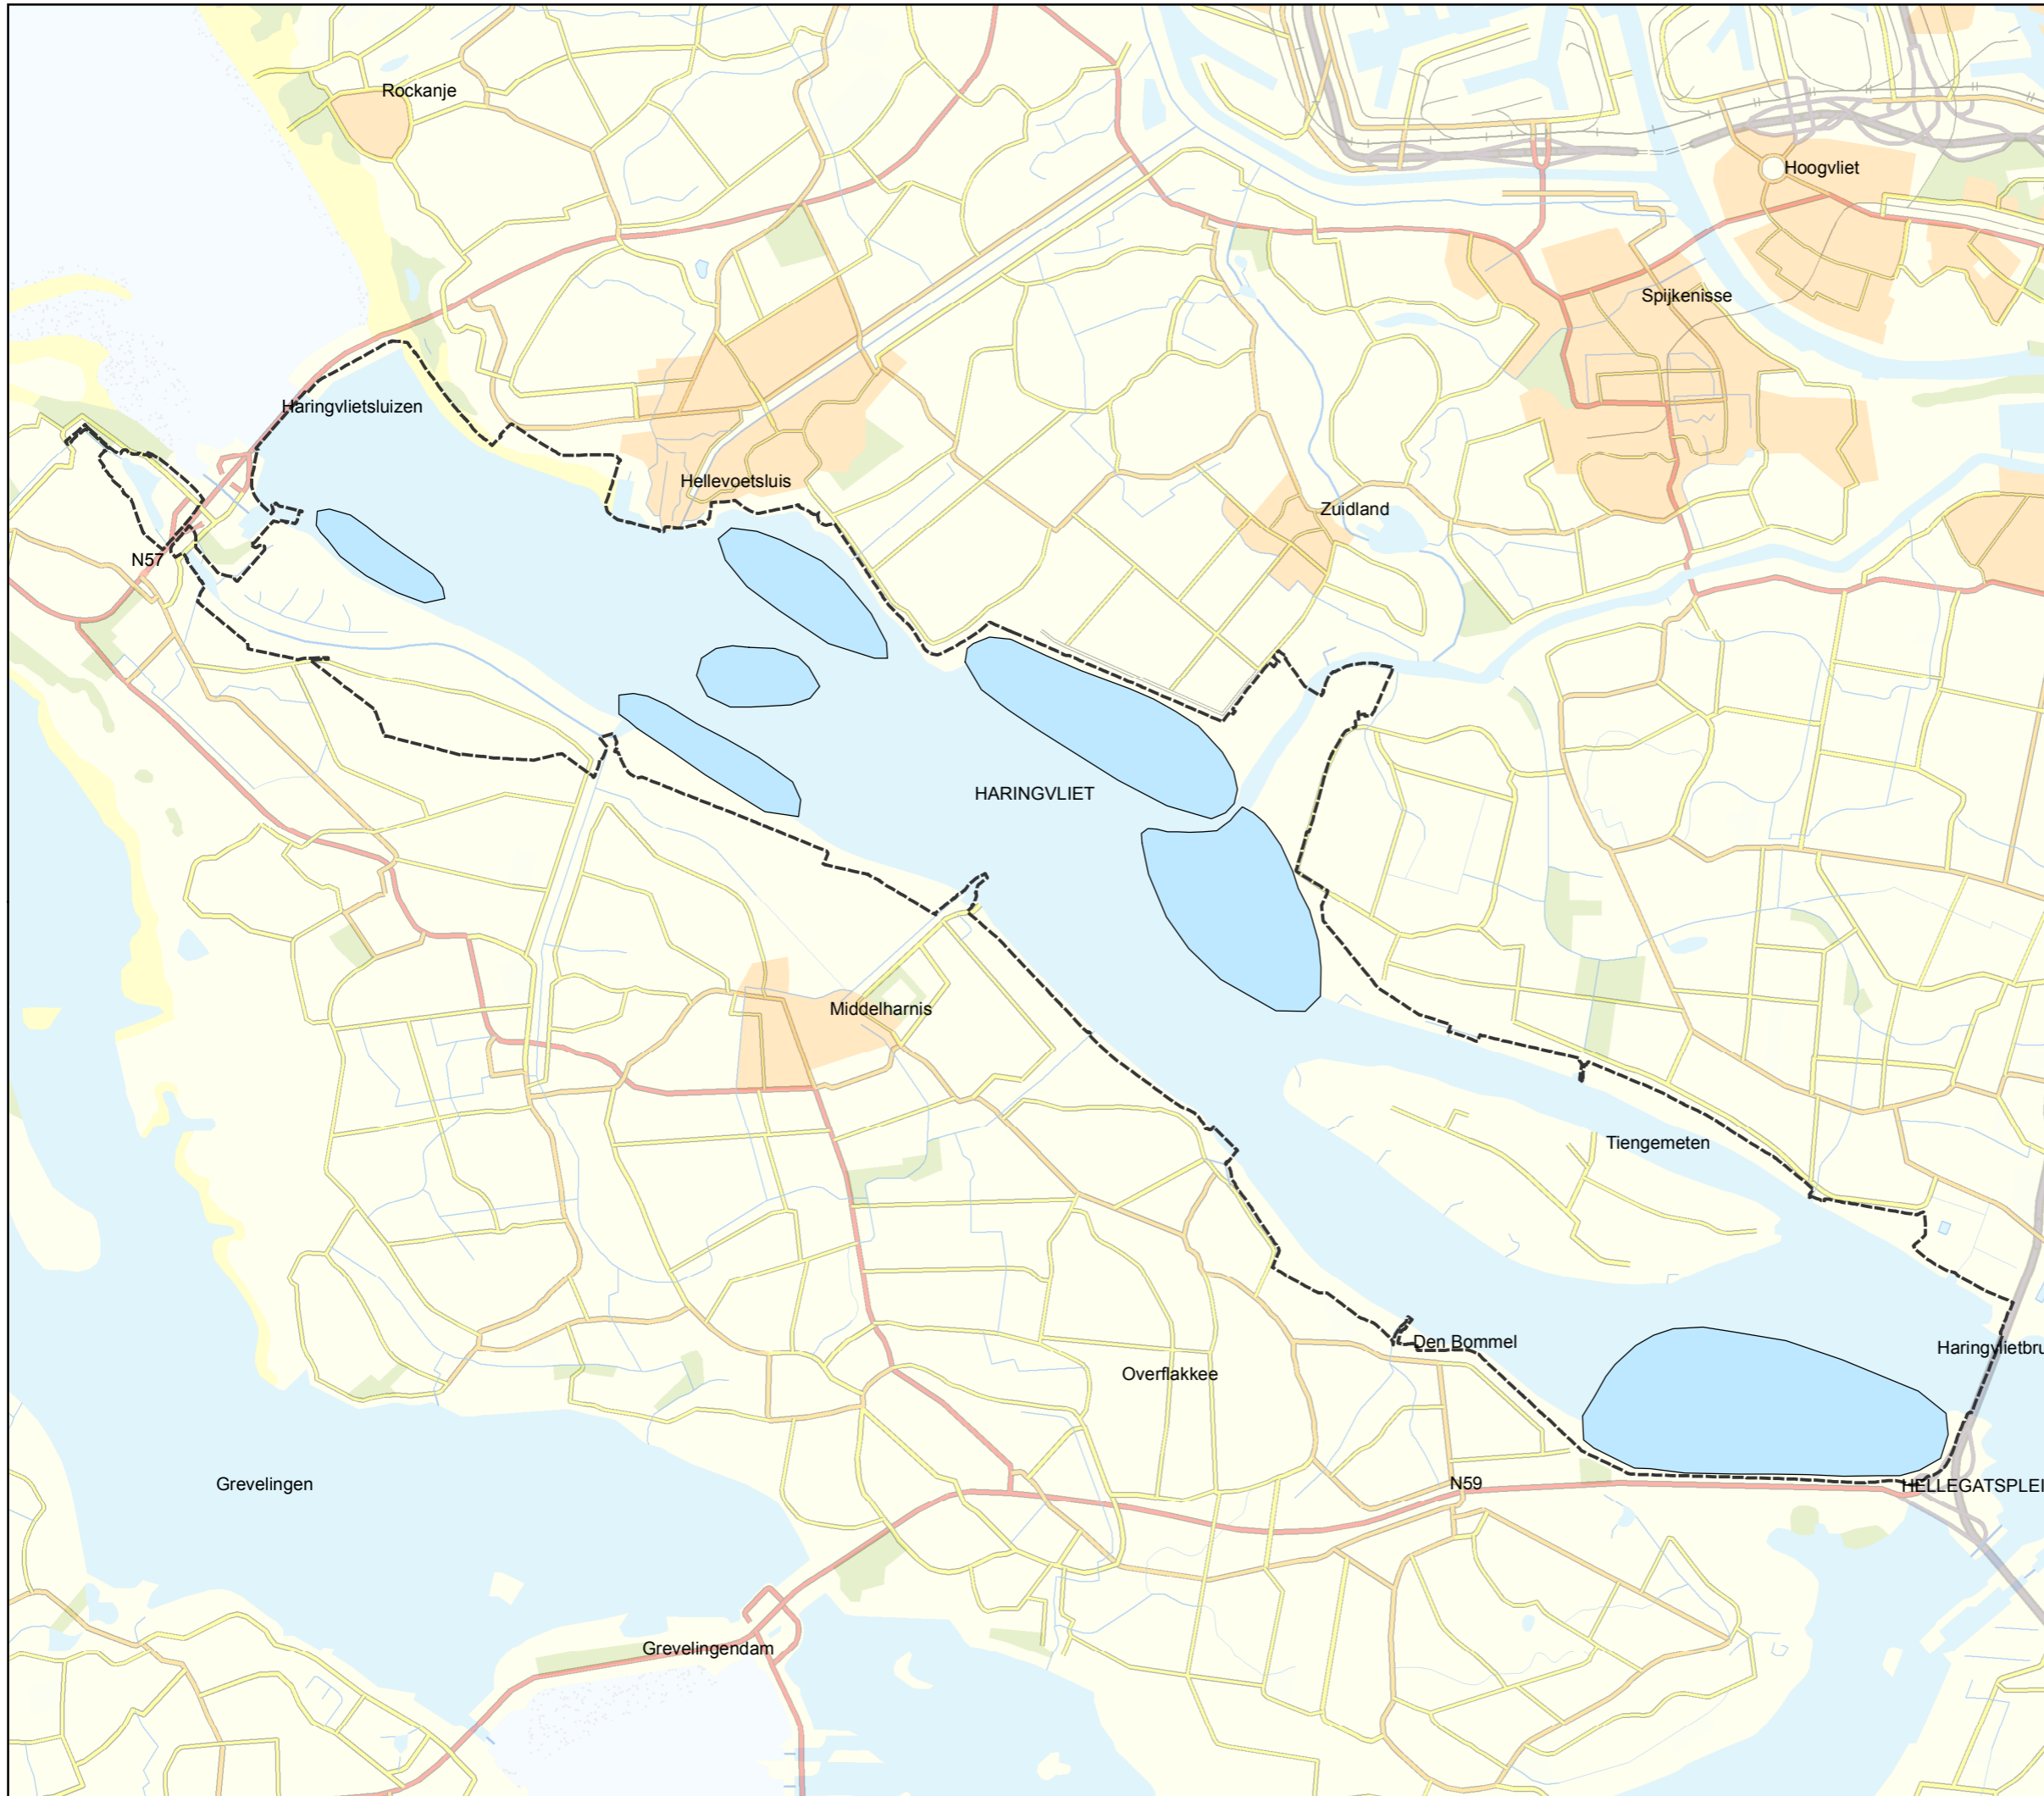 Rockanje
Hoogvliet
Spijkenisse
Haringvlietsluizen
Hellevoetsluis
Zuidland
N57
HARINGVLIET
Middelharnis
Tiengemeten
Den Bommel
Haringvlietbru
Overflakkee
Grevelingen
N59
HELLEGATSPLEI
Grevelingendam